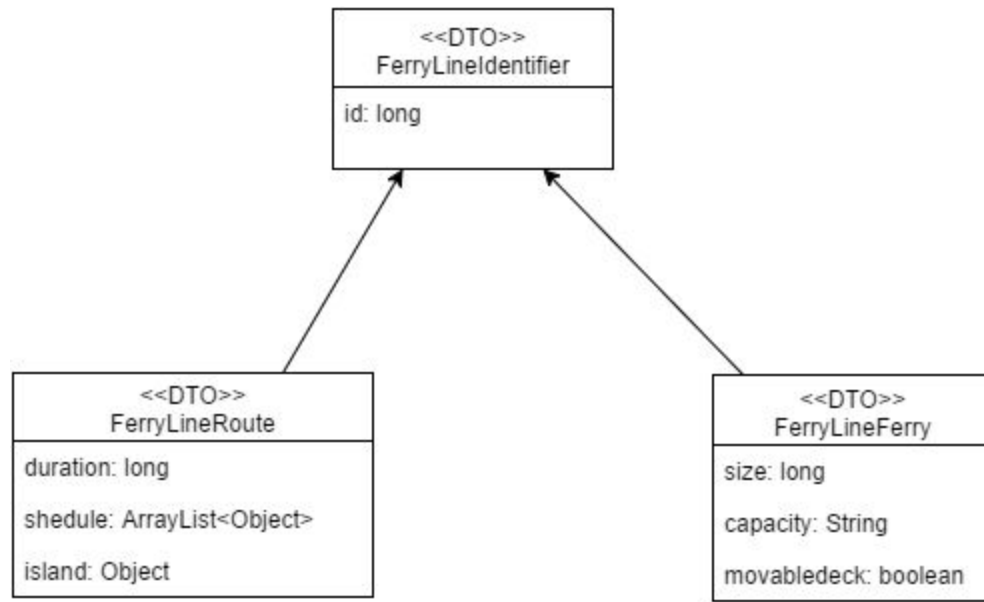 <<DTO>>
FerryLineIdentifier
id: long
<<DTO>>
FerryLineRoute
duration: long
shedule: ArrayList<Object>
island: Object
<<DTO>>
FerryLineFerry
size: long
capacity: String
movabledeck: boolean